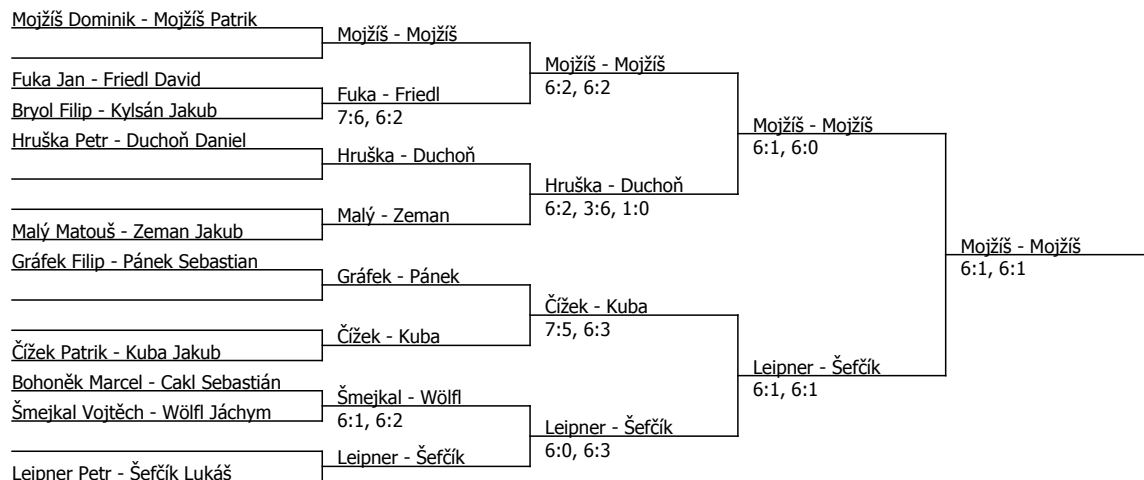 Mojžíš Dominik - Mojžíš Patrik
Mojžíš - Mojžíš
Mojžíš - Mojžíš
6:2, 6:2
Fuka Jan - Friedl David
Fuka - Friedl
7:6, 6:2
Bryol Filip - Kylsán Jakub
Mojžíš - Mojžíš
6:1, 6:0
Hruška Petr - Duchoň Daniel
Hruška - Duchoň
Hruška - Duchoň
6:2, 3:6, 1:0
Malý - Zeman
Malý Matouš - Zeman Jakub
Mojžíš - Mojžíš
6:1, 6:1
Gráfek Filip - Pánek Sebastian
Gráfek - Pánek
Čížek - Kuba
7:5, 6:3
Čížek - Kuba
Čížek Patrik - Kuba Jakub
Leipner - Šefčík
6:1, 6:1
Bohoněk Marcel - Cakl Sebastián
Šmejkal - Wölfl
6:1, 6:2
Šmejkal Vojtěch - Wölfl Jáchym
Leipner - Šefčík
6:0, 6:3
Leipner - Šefčík
Leipner Petr - Šefčík Lukáš